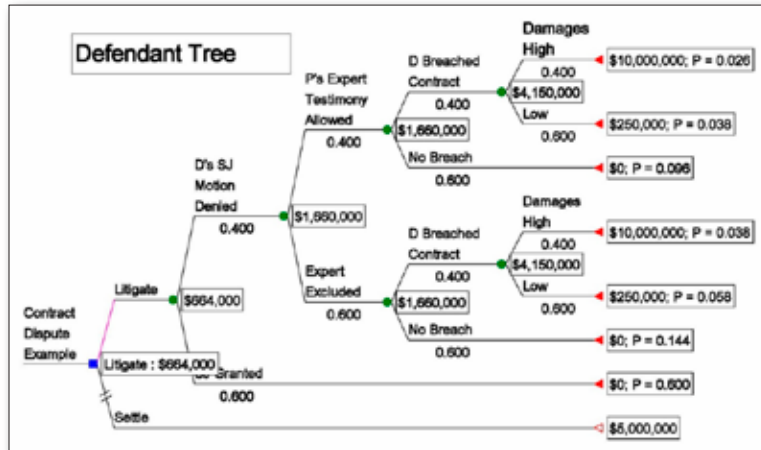 Defendant Tree
Damages
High
0.400
$10,000,000; P = 0.026
D Breached
Contract
0.400
$4,150,000
Low
0.600
$250,000; P = 0.038
P's Expert
Testimony
Allowed
0.400
$1,660,000
No Breach
0.600
$0; P = 0.096
D's SJ
Motion
Denied
0.400
$1,660,000
Damages
High
0.400
$10,000,000; P = 0.038
D Breached
Contract
0.400
$4,150,000
Low
0.600
$250,000; P = 0.058
Expert
Excluded
0.600
$1,660,000
No Breach
0.600
$0; P = 0.144
Litigate
$664,000
Contract
Dispute
Example
Litigate : $664,000
Granted
0.600
$0; P = 0.600
Settle
$5,000,000